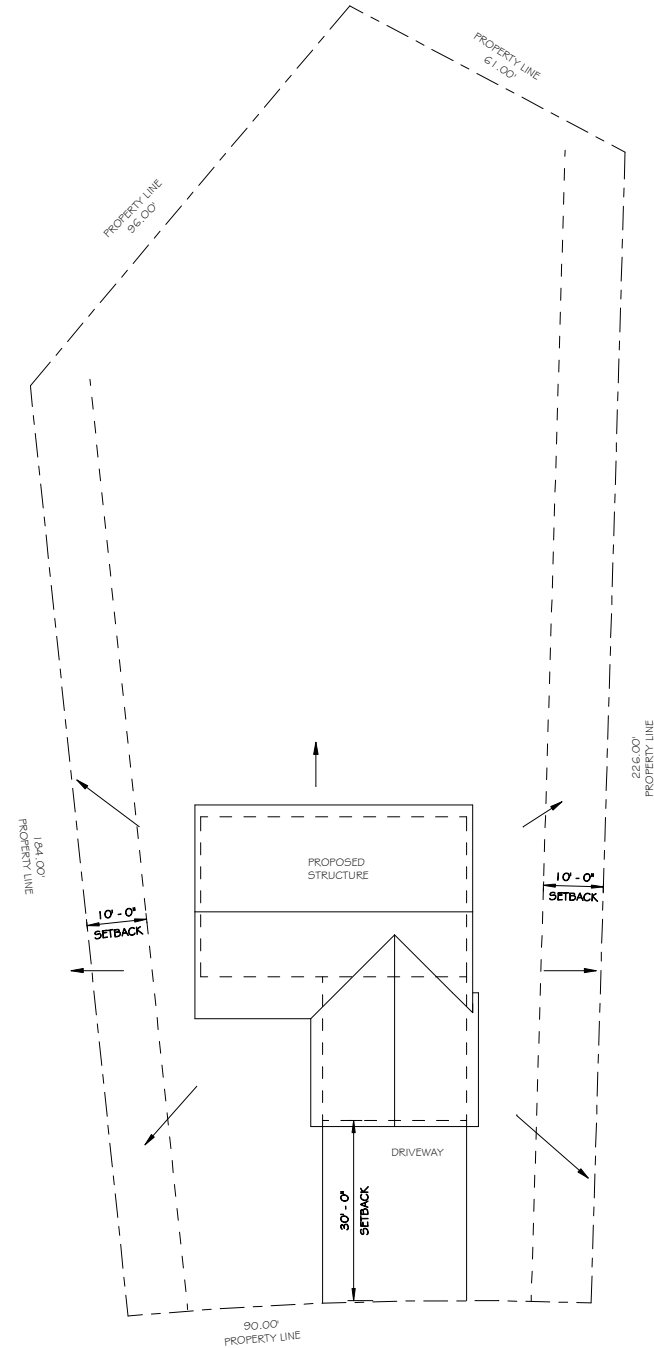 PROPERTY LINE
61.00'
PROPERTY LINE
96.00'
226.00'
PROPERTY LINE
184.00'
PROPERTY LINE
PROPOSED
STRUCTURE
10' - 0"
SETBACK
10' - 0"
SETBACK
DRIVEWAY
30' - 0"
SETBACK
90.00'
PROPERTY LINE